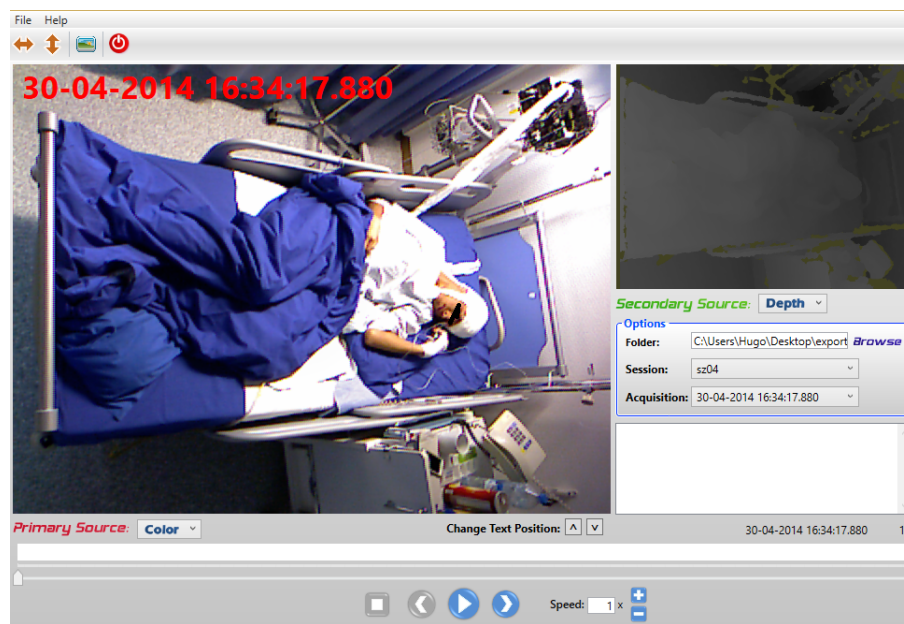 File Help
30-04-2014 16:34:17.880
Secondary Source: Depth
Options
Folder: C:\Users\Hugo\Desktop\export Browse
Session: sz04
Acquisition: 30-04-2014 16:34:17.880
Primary Source: Color Change Text Position: ^ v 30-04-2014 16:34:17.880 1
Speed: 1 x